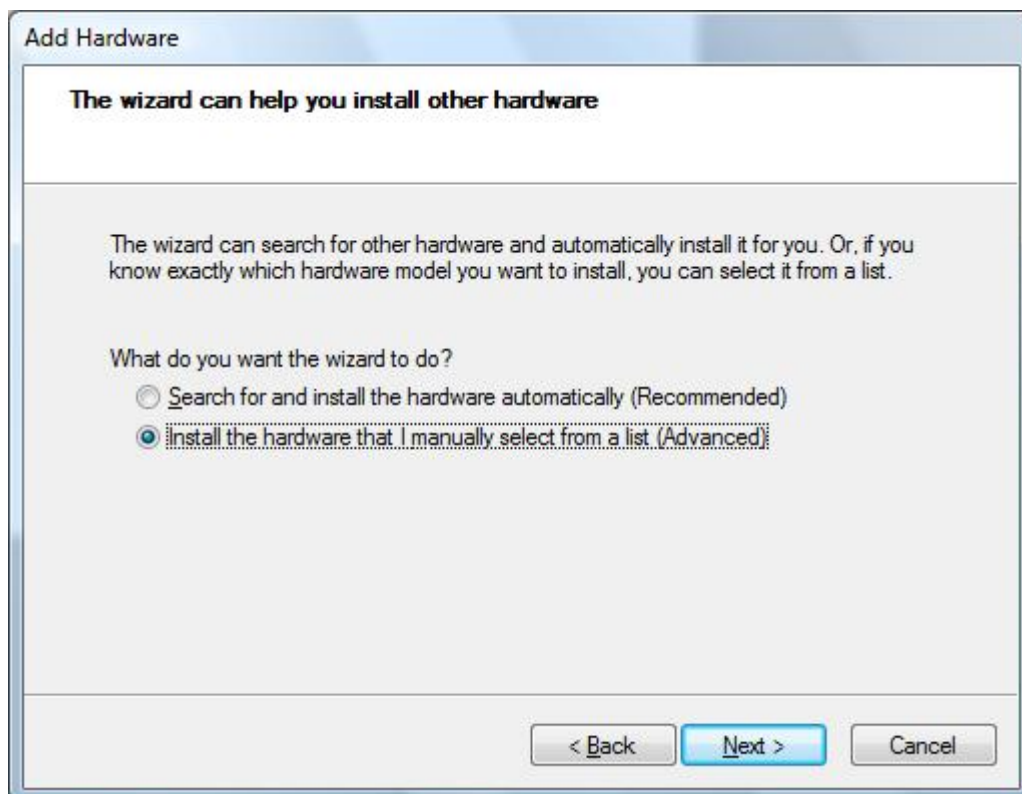 Add Hardware
The wizard can help you install other hardware
The wizard can search for other hardware and automatically install it for you. Or, if you
know exactly which hardware model you want to install, you can select it from a list.
What do you want the wizard to do?
Search for and install the hardware automatically (Recommended)
Install the hardware that I manually select from a list (Advanced)
< Back Next > Cancel